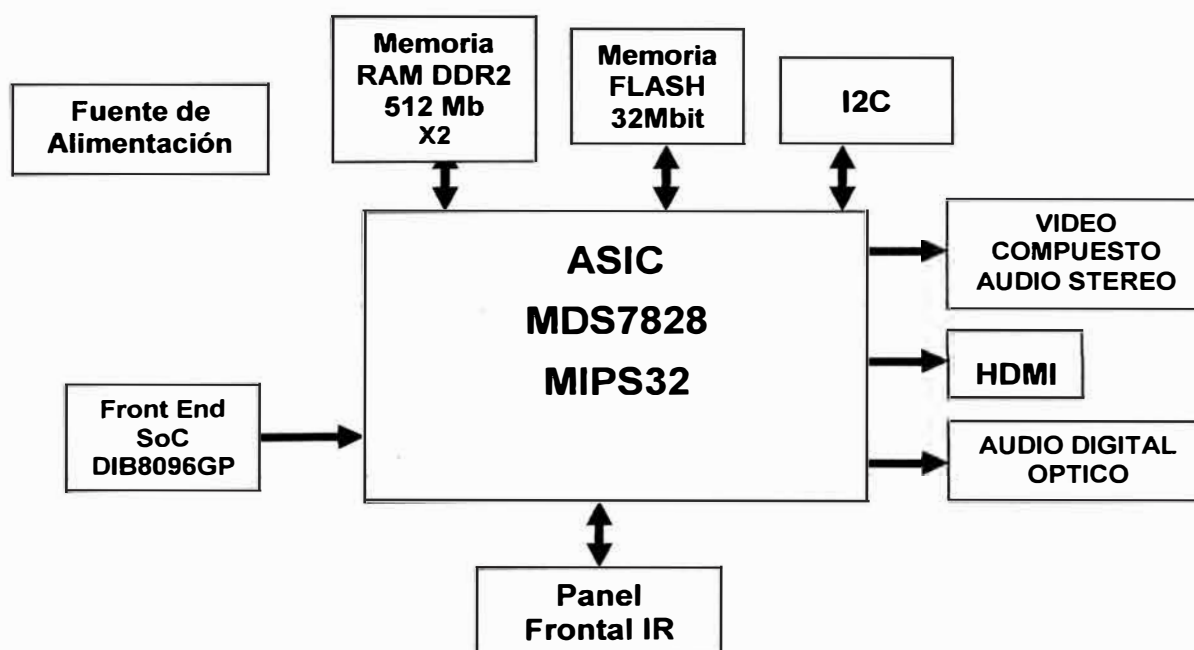 Fuente de
Alimentación
Memoria
RAM DDR2
512 Mb
X2
Memoria
FLASH
32Mbit
I2C
ASIC
MDS7828
MIPS32
VIDEO
COMPUESTO
AUDIO STEREO
HDMI
AUDIO DIGITAL
OPTICO
Front End
SoC
DIB8096GP
Panel
Frontal IR